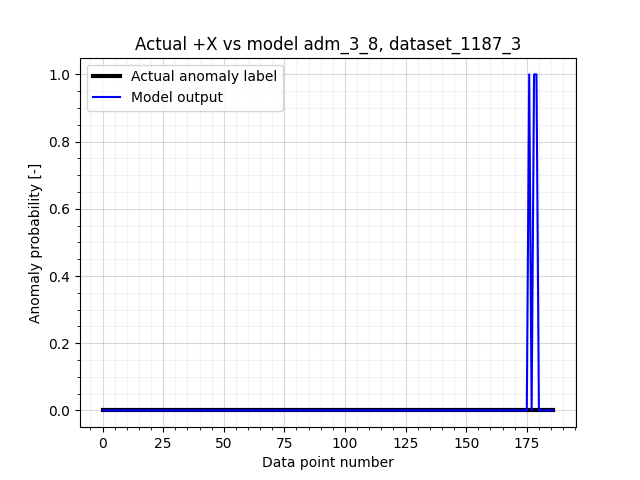 Actual +X vs model adm_3_8, dataset_1187_3
Actual anomaly label
Model output
Anomaly probability [-]
1.0
0.8
0.6
0.4
0.2
0.0
0 25 50 75 100 125 150 175
Data point number